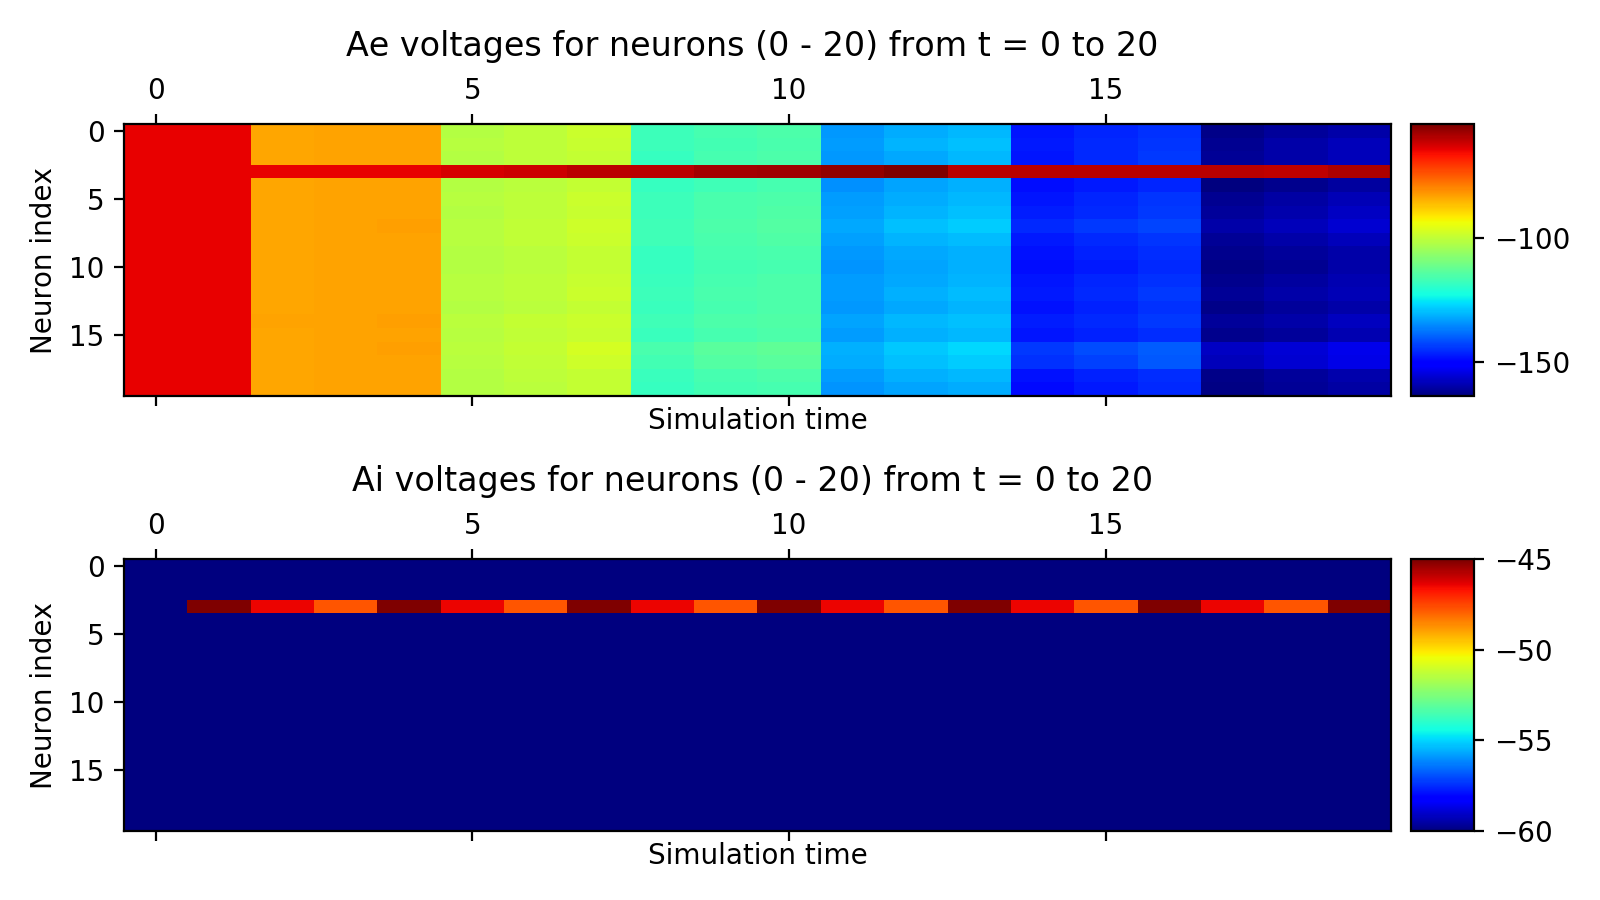 Ae voltages for neurons (0 - 20) from t = 0 to 20
0 5 10 15
Neuron index
0
5
10
15
−100
−150
Simulation time
Ai voltages for neurons (0 - 20) from t = 0 to 20
0 5 10 15
Neuron index
0
5
10
15
−45
−50
−55
−60
Simulation time